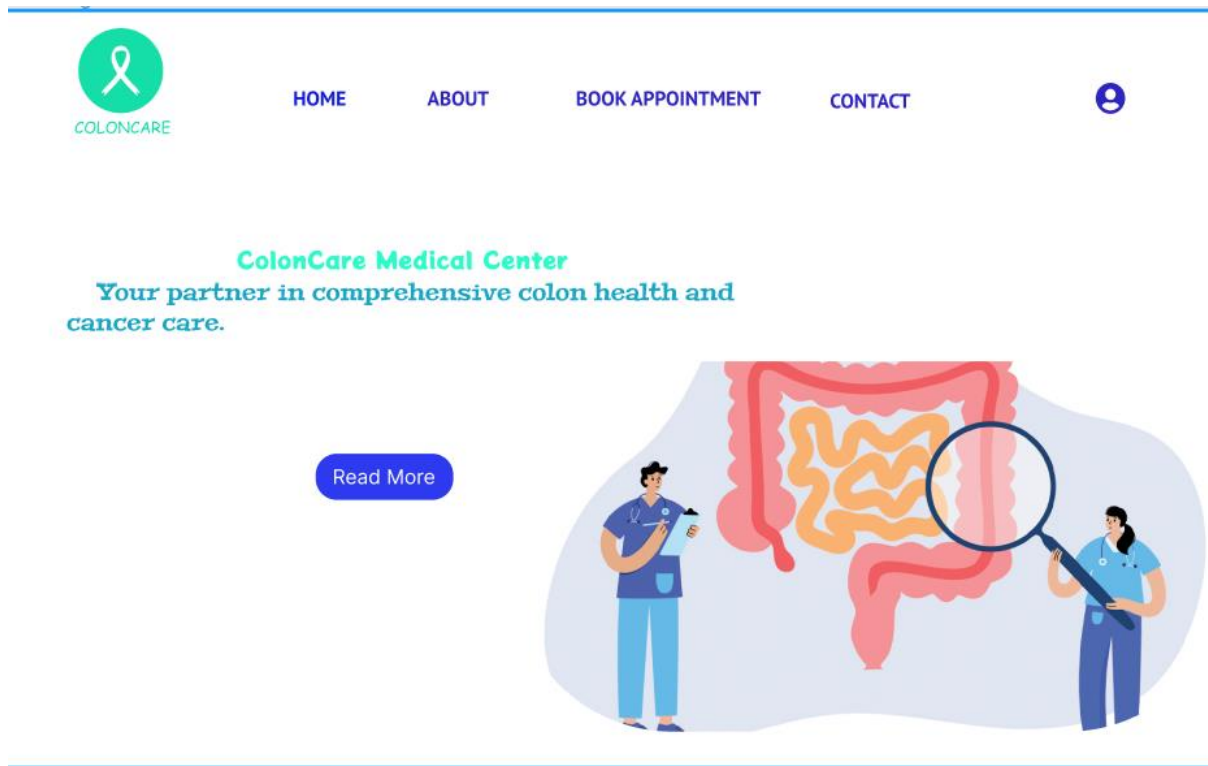 HOME ABOUT BOOK APPOINTMENT CONTACT
COLONCARE
ColonCare Medical Center
Your partner in comprehensive colon health and
cancer care.
Read More